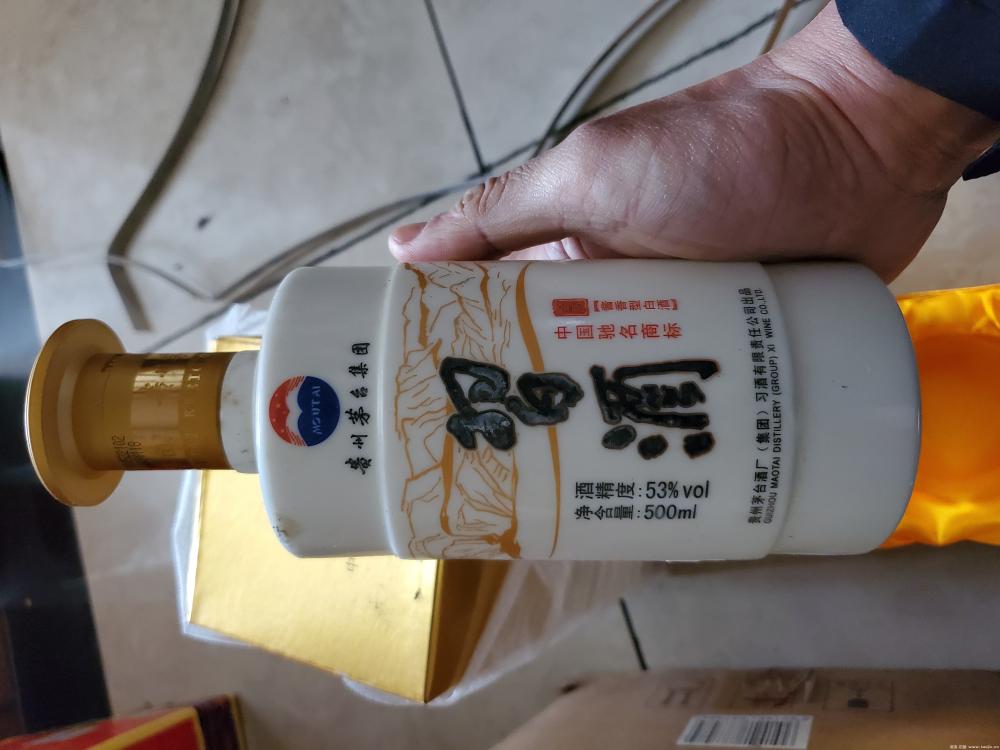 MOUTAI
贵州茅台集团
【酱香型白酒】
中国驰名商标
習酒
酒精度:53%vol
净含量:500ml
贵州茅台酒厂（集团）习酒有限责任公司出品
GUIZHOU MAOTAI DISTILLERY (GROUP) XI WINE CO.,LTD.